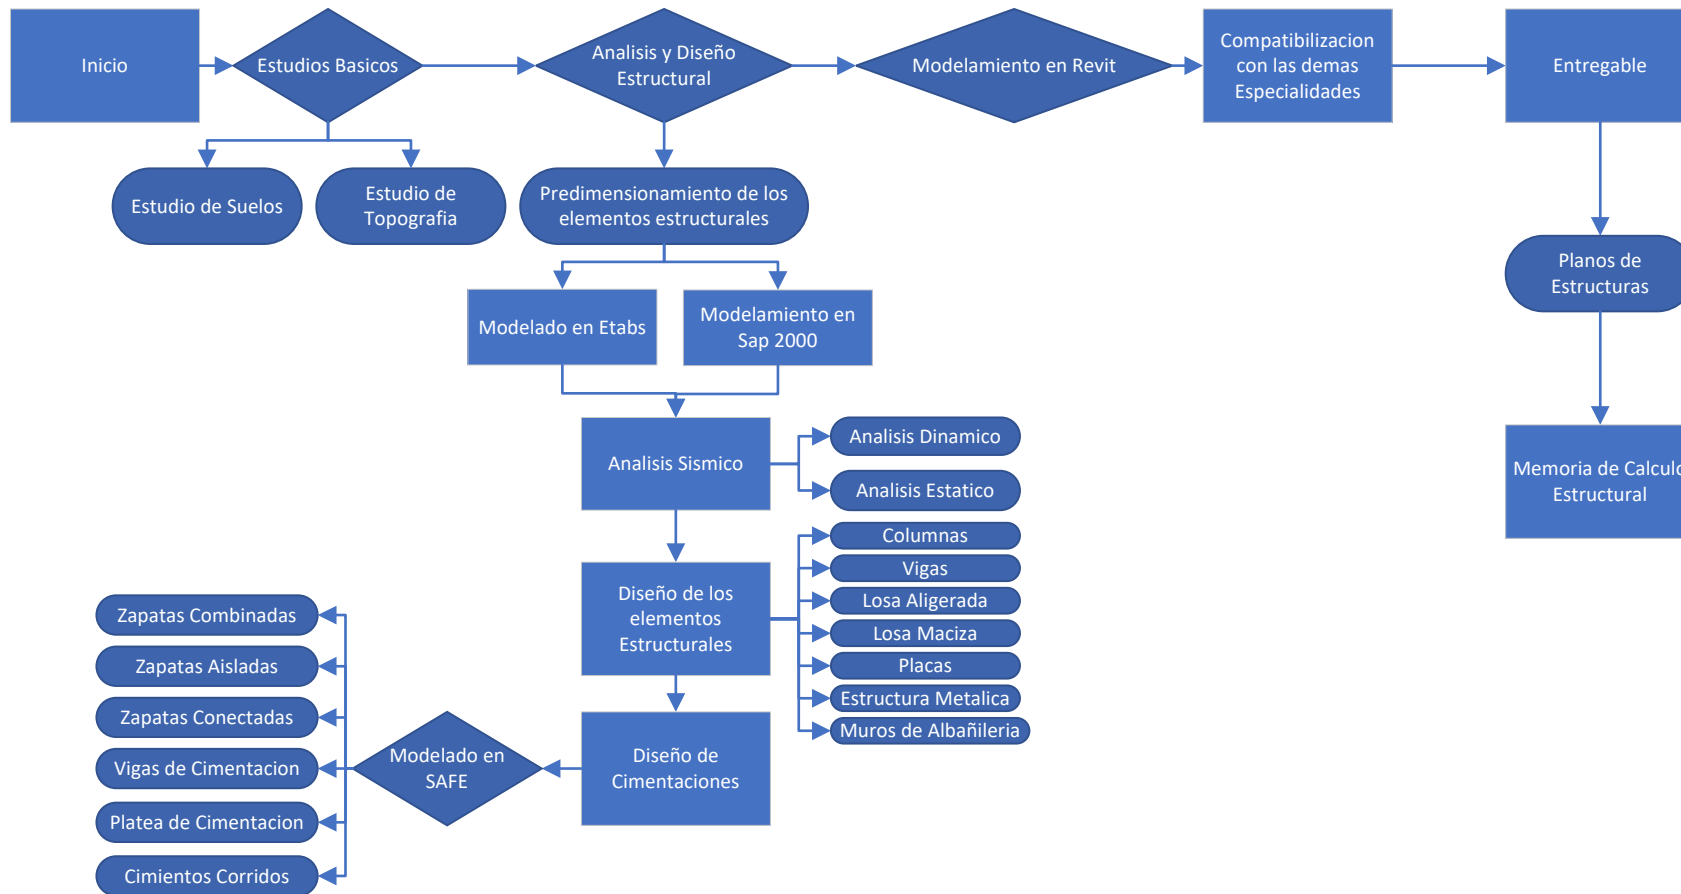 Inicio
Estudios Basicos
Analisis y Diseño
Estructural
Modelamiento en Revit
Compatibilizacion
con las demas
Especialidades
Entregable
Estudio de Suelos
Estudio de
Topografia
Predimensionamiento de los
elementos estructurales
Planos de
Estructuras
Modelado en Etabs
Modelamiento en
Sap 2000
Analisis Sismico
Analisis Dinamico
Analisis Estatico
Memoria de Calculo
Estructural
Diseño de los
elementos
Estructurales
Columnas
Vigas
Losa Aligerada
Losa Maciza
Placas
Estructura Metalica
Muros de Albañileria
Diseño de
Cimentaciones
Modelado en
SAFE
Zapatas Combinadas
Zapatas Aisladas
Zapatas Conectadas
Vigas de Cimentacion
Platea de Cimentacion
Cimientos Corridos